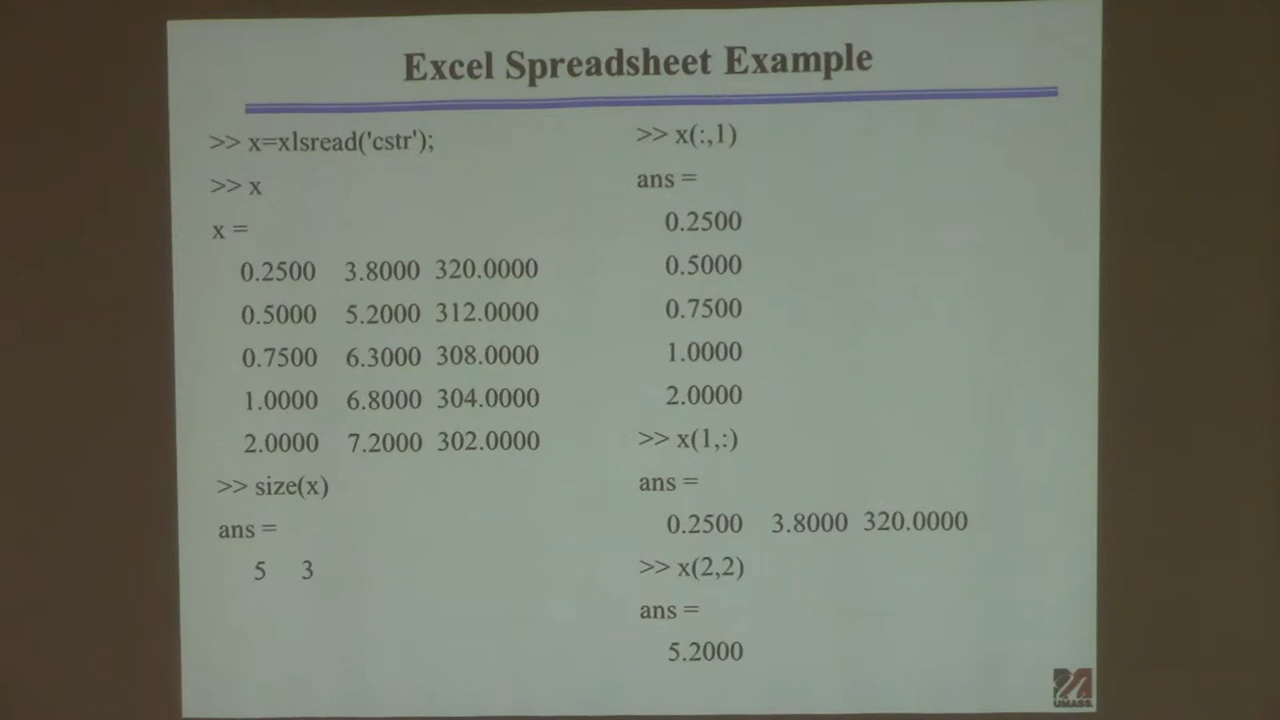 Excel Spreadsheet Example
>> x=xlsread('cstr');
>> x
x =
0.2500 3.8000 320.0000
0.5000 5.2000 312.0000
0.7500 6.3000 308.0000
1.0000 6.8000 304.0000
2.0000 7.2000 302.0000
>> size(x)
ans =
5 3
>> x(:,1)
ans =
0.2500
0.5000
0.7500
1.0000
2.0000
>> x(1,:)
ans =
0.2500 3.8000 320.0000
>> x(2,2)
ans =
5.2000
UMASS